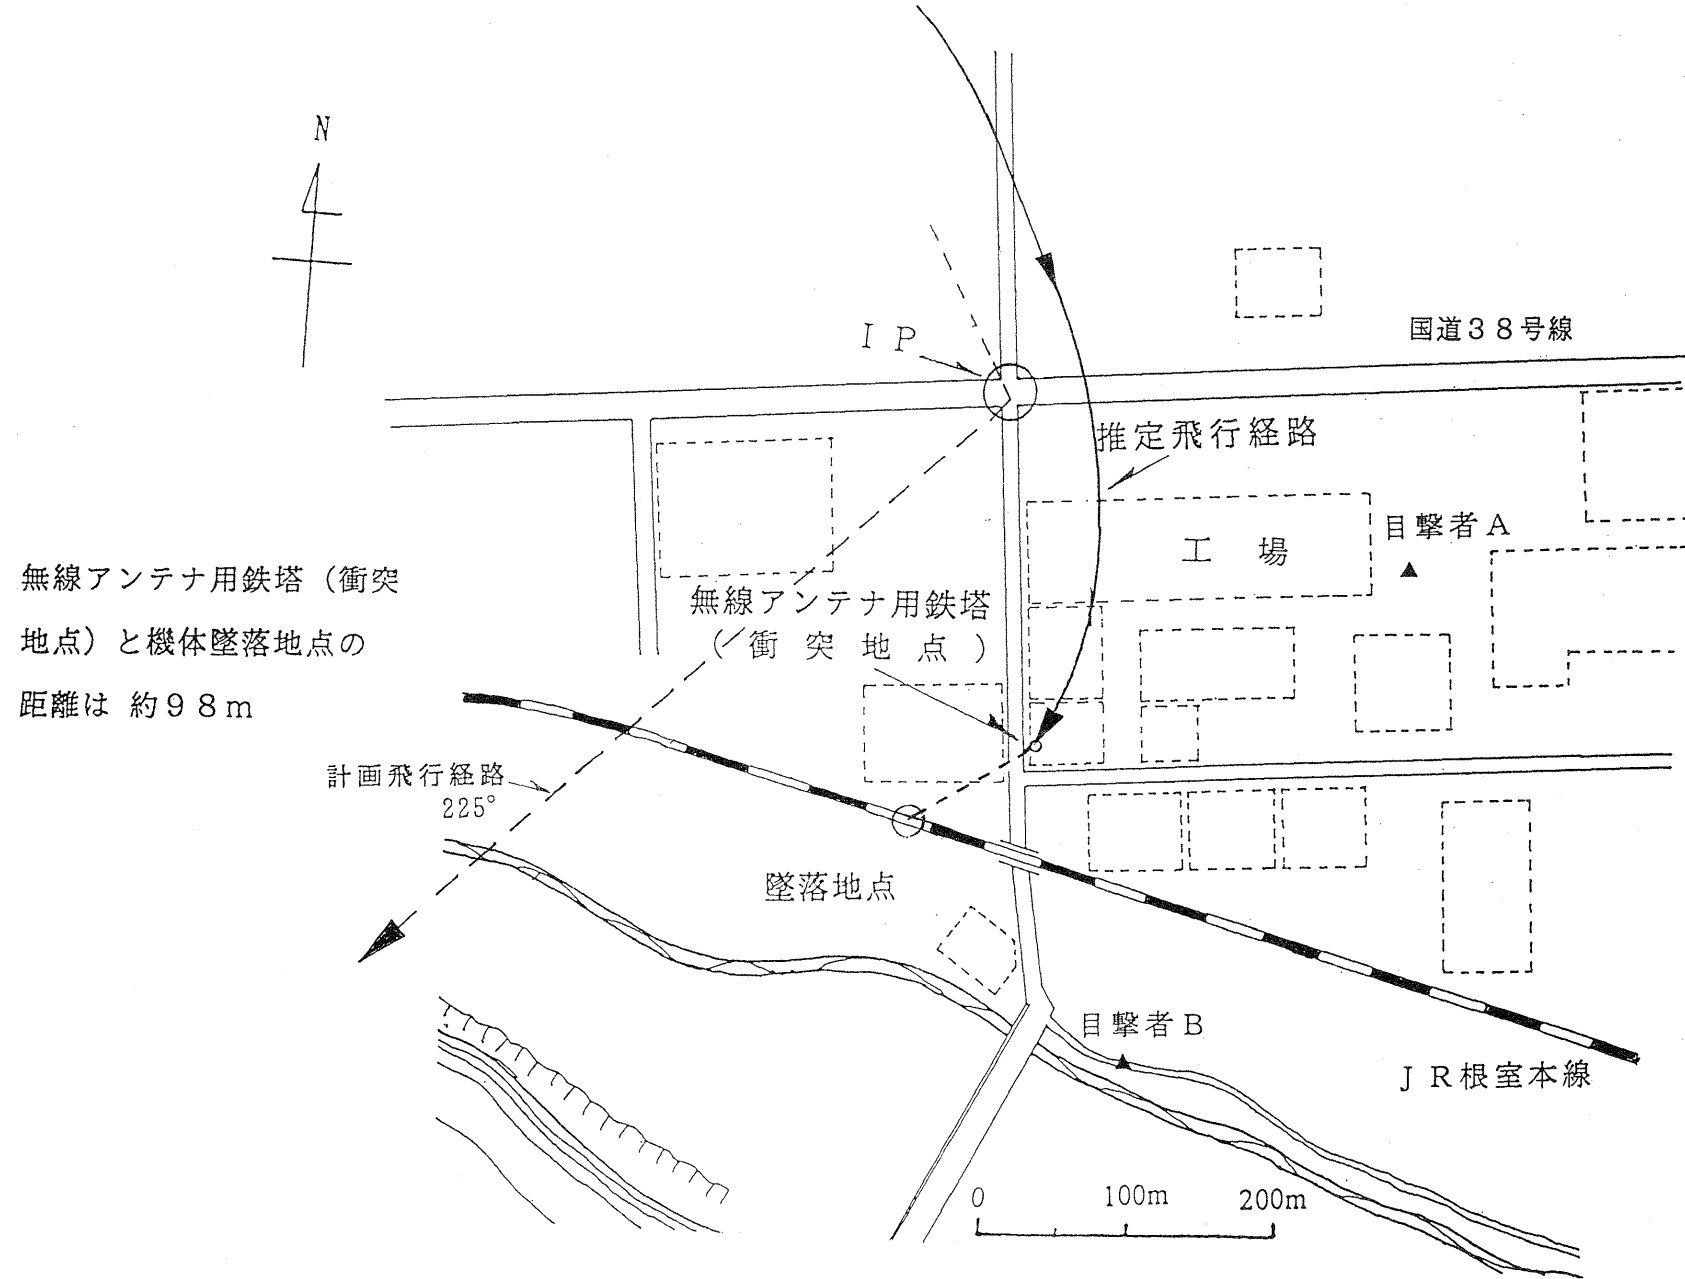 N
ＩＰ
国道３８号線
推定飛行経路
目撃者Ａ
工　場
無線アンテナ用鉄塔（衝突
地点）と機体墜落地点の
距離は 約９８ｍ
無線アンテナ用鉄塔
（衝 突 地 点 ）
計画飛行経路
225°
墜落地点
目撃者Ｂ
ＪＲ根室本線
0 100m 200m